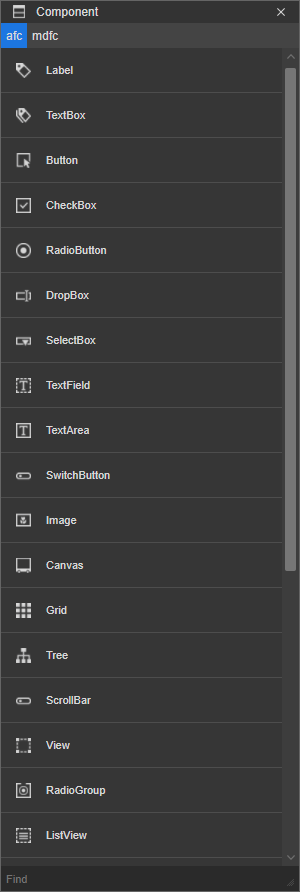 Component
afc mdfc
Label
TextBox
Button
CheckBox
RadioButton
DropBox
SelectBox
TextField
TextArea
SwitchButton
Image
Canvas
Grid
Tree
ScrollBar
View
RadioGroup
ListView
Find